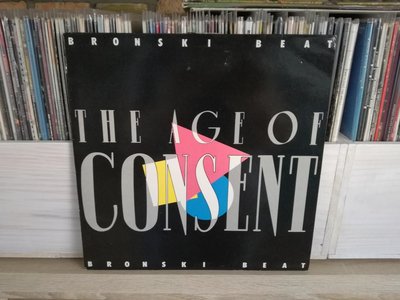 BRONSKI BEAT
THE AGE OF
CONSENT
BRONSKI BEAT